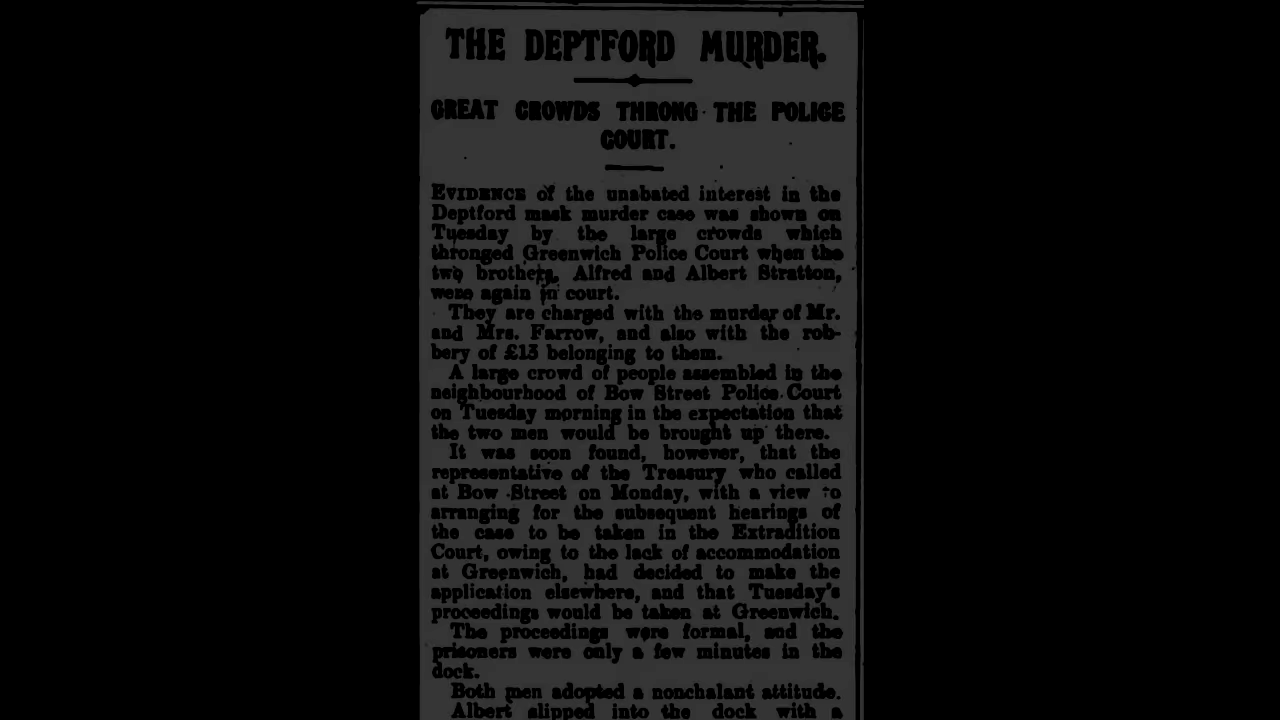 THE DEPTFORD MURDER.
GREAT CROWDS THRONG THE POLICE
COURT.
EVIDENCE of the unabated interest in the
Deptford mask murder case was shown on
Tuesday by the large crowds which
thronged Greenwich Police Court when the
two brothers, Alfred and Albert Stratton,
were again in court.
They are charged with the murder of Mr.
and Mrs. Farrow, and also with the rob-
bery of £13 belonging to them.
A large crowd of people assembled in the
neighbourhood of Bow Street Police Court
on Tuesday morning in the expectation that
the two men would be brought up there.
It was soon found, however, that the
representative of the Treasury who called
at Bow Street on Monday, with a view to
arranging for the subsequent hearings of
the case to be taken in the Extradition
Court, owing to the lack of accommodation
at Greenwich, had decided to make the
application elsewhere, and that Tuesday's
proceedings would be taken at Greenwich.
The proceedings were formal, and the
prisoners were only a few minutes in the
dock.
Both men adopted a nonchalant attitude.
Albert slipped into the dock with a